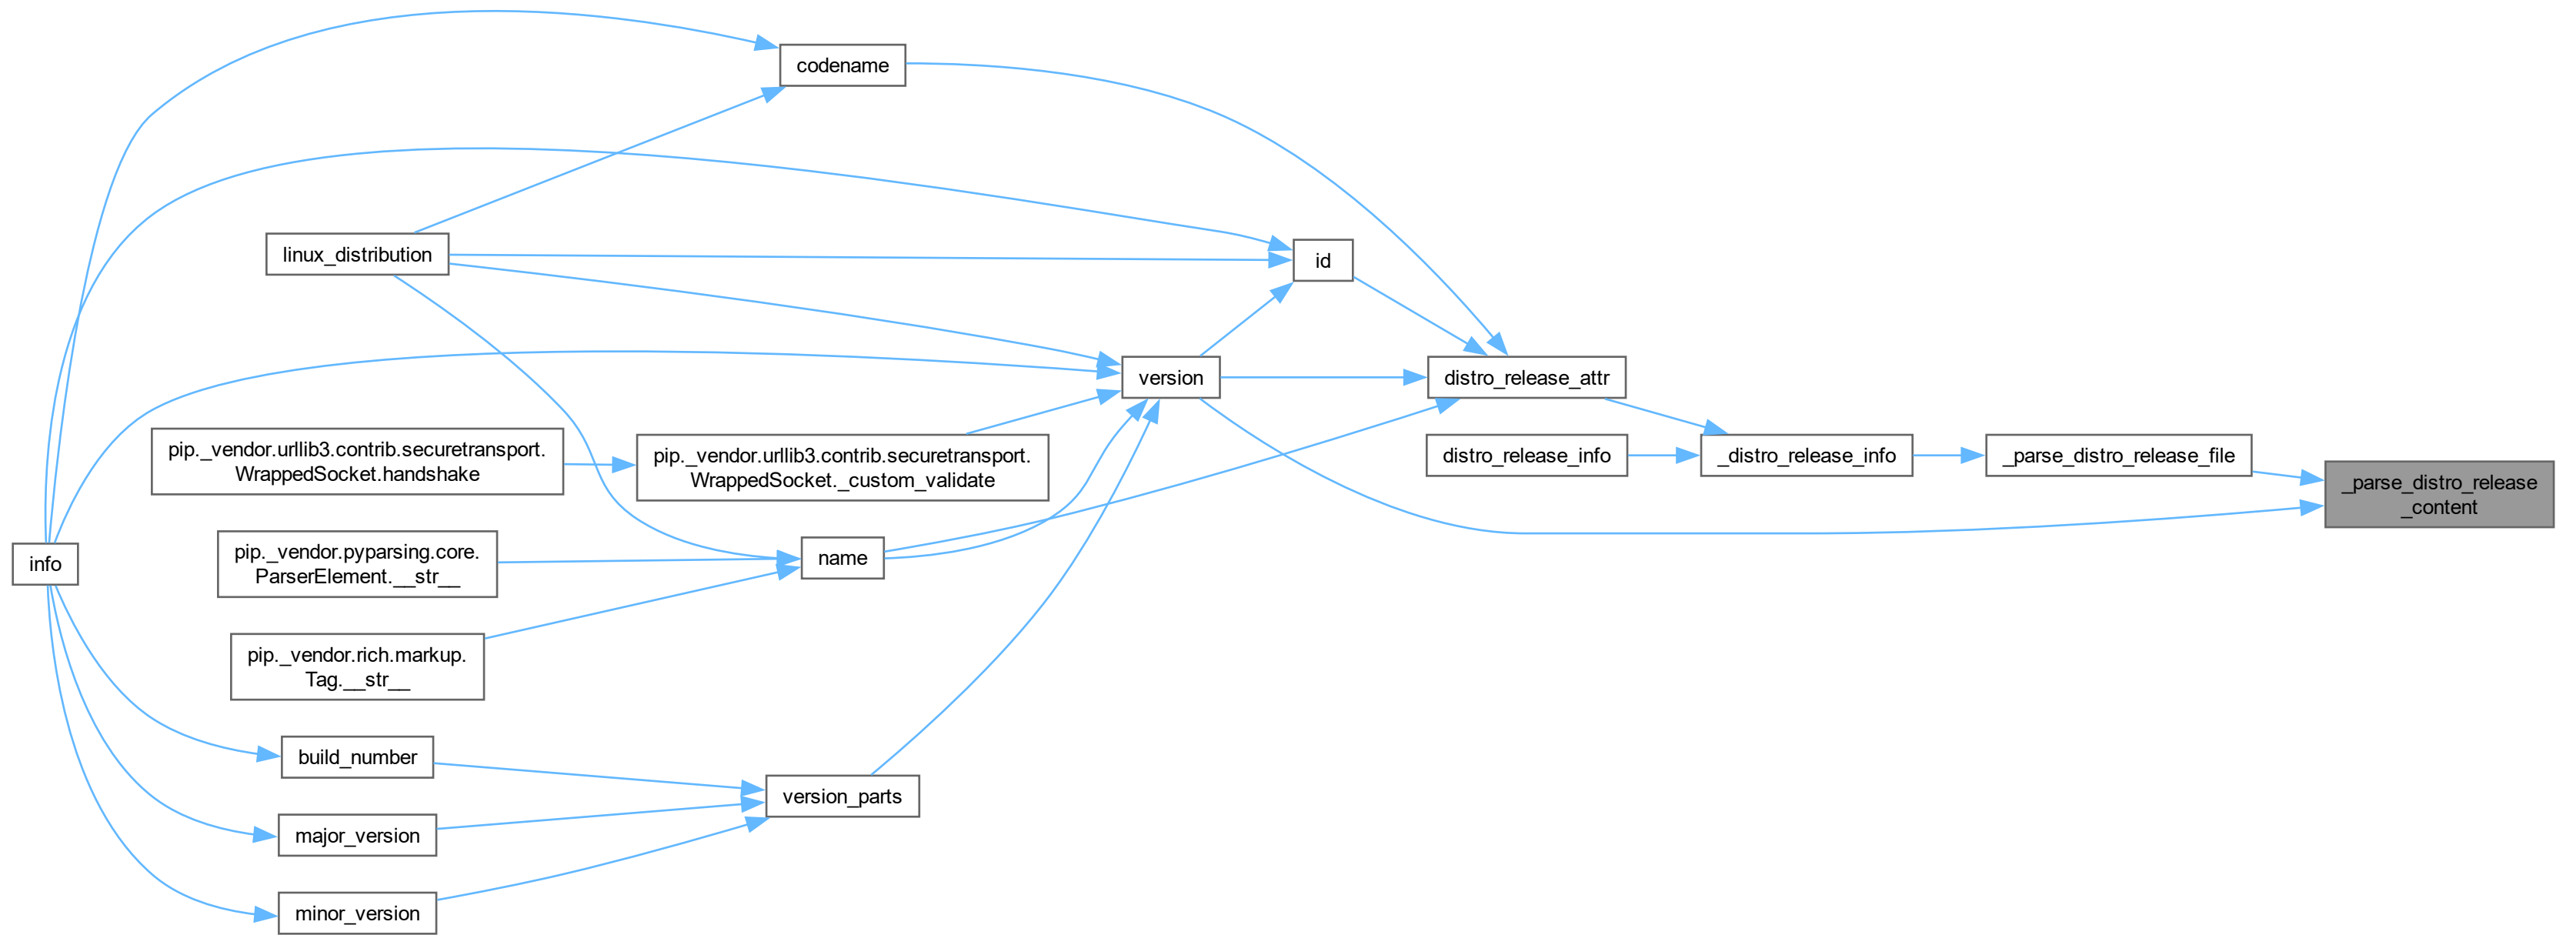 codename
linux_distribution
id
version
distro_release_attr
pip._vendor.urllib3.contrib.securetransport.
WrappedSocket.handshake
pip._vendor.urllib3.contrib.securetransport.
WrappedSocket._custom_validate
distro_release_info
_distro_release_info
_parse_distro_release_file
_parse_distro_release
_content
info
pip._vendor.pyparsing.core.
ParserElement.__str__
name
pip._vendor.rich.markup.
Tag.__str__
build_number
version_parts
major_version
minor_version